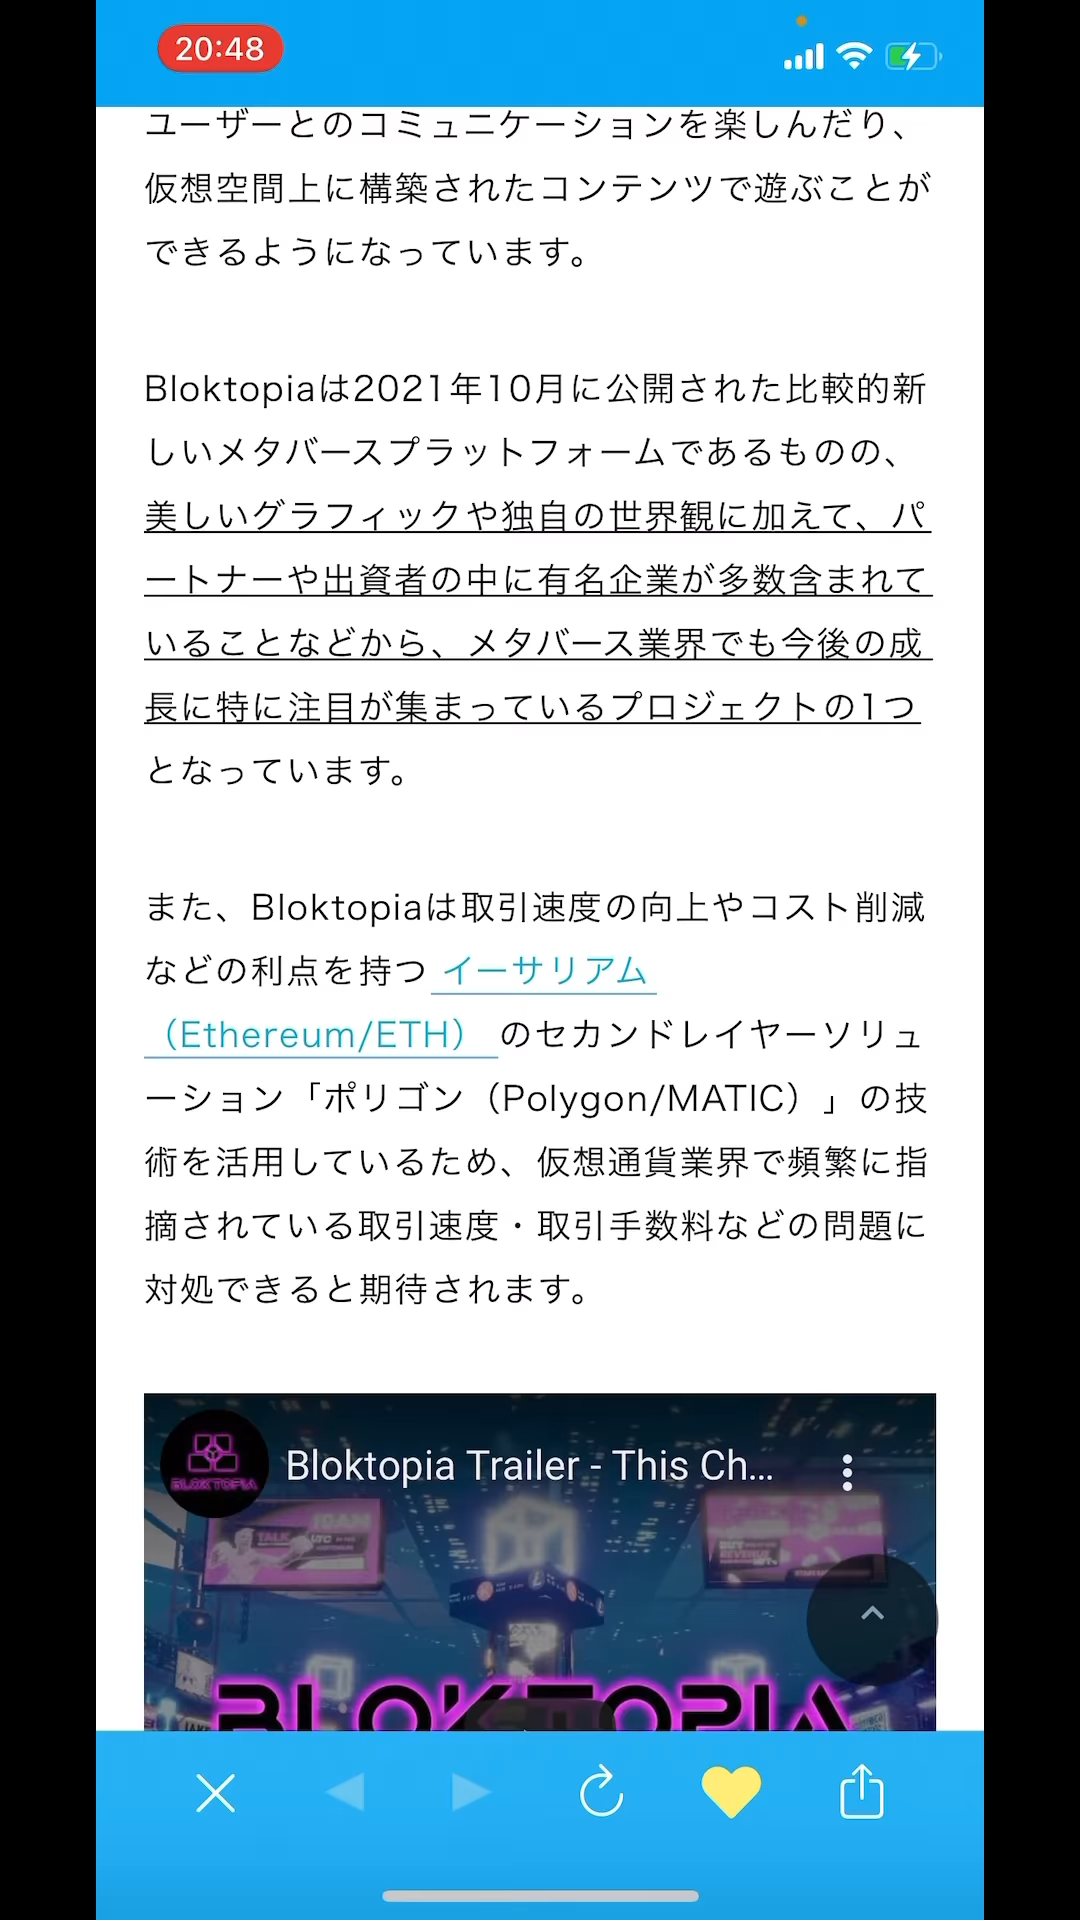 20:48
ユーザーとのコミュニケーションを楽しんだり、
仮想空間上に構築されたコンテンツで遊ぶことが
できるようになっています。
Bloktopiaは2021年10月に公開された比較的新
しいメタバースプラットフォームであるものの、
美しいグラフィックや独自の世界観に加えて、パ
ートナーや出資者の中に有名企業が多数含まれて
いることなどから、メタバース業界でも今後の成
長に特に注目が集まっているプロジェクトの1つ
となっています。
また、Bloktopiaは取引速度の向上やコスト削減
などの利点を持つ イーサリアム
（Ethereum/ETH） のセカンドレイヤーソリュ
ーション「ポリゴン（Polygon/MATIC）」の技
術を活用しているため、仮想通貨業界で頻繁に指
摘されている取引速度・取引手数料などの問題に
対処できると期待されます。
Bloktopia Trailer - This Ch...
BLOKTOPIA
TALK
BUY
REVENUE
BLOKTOPIA